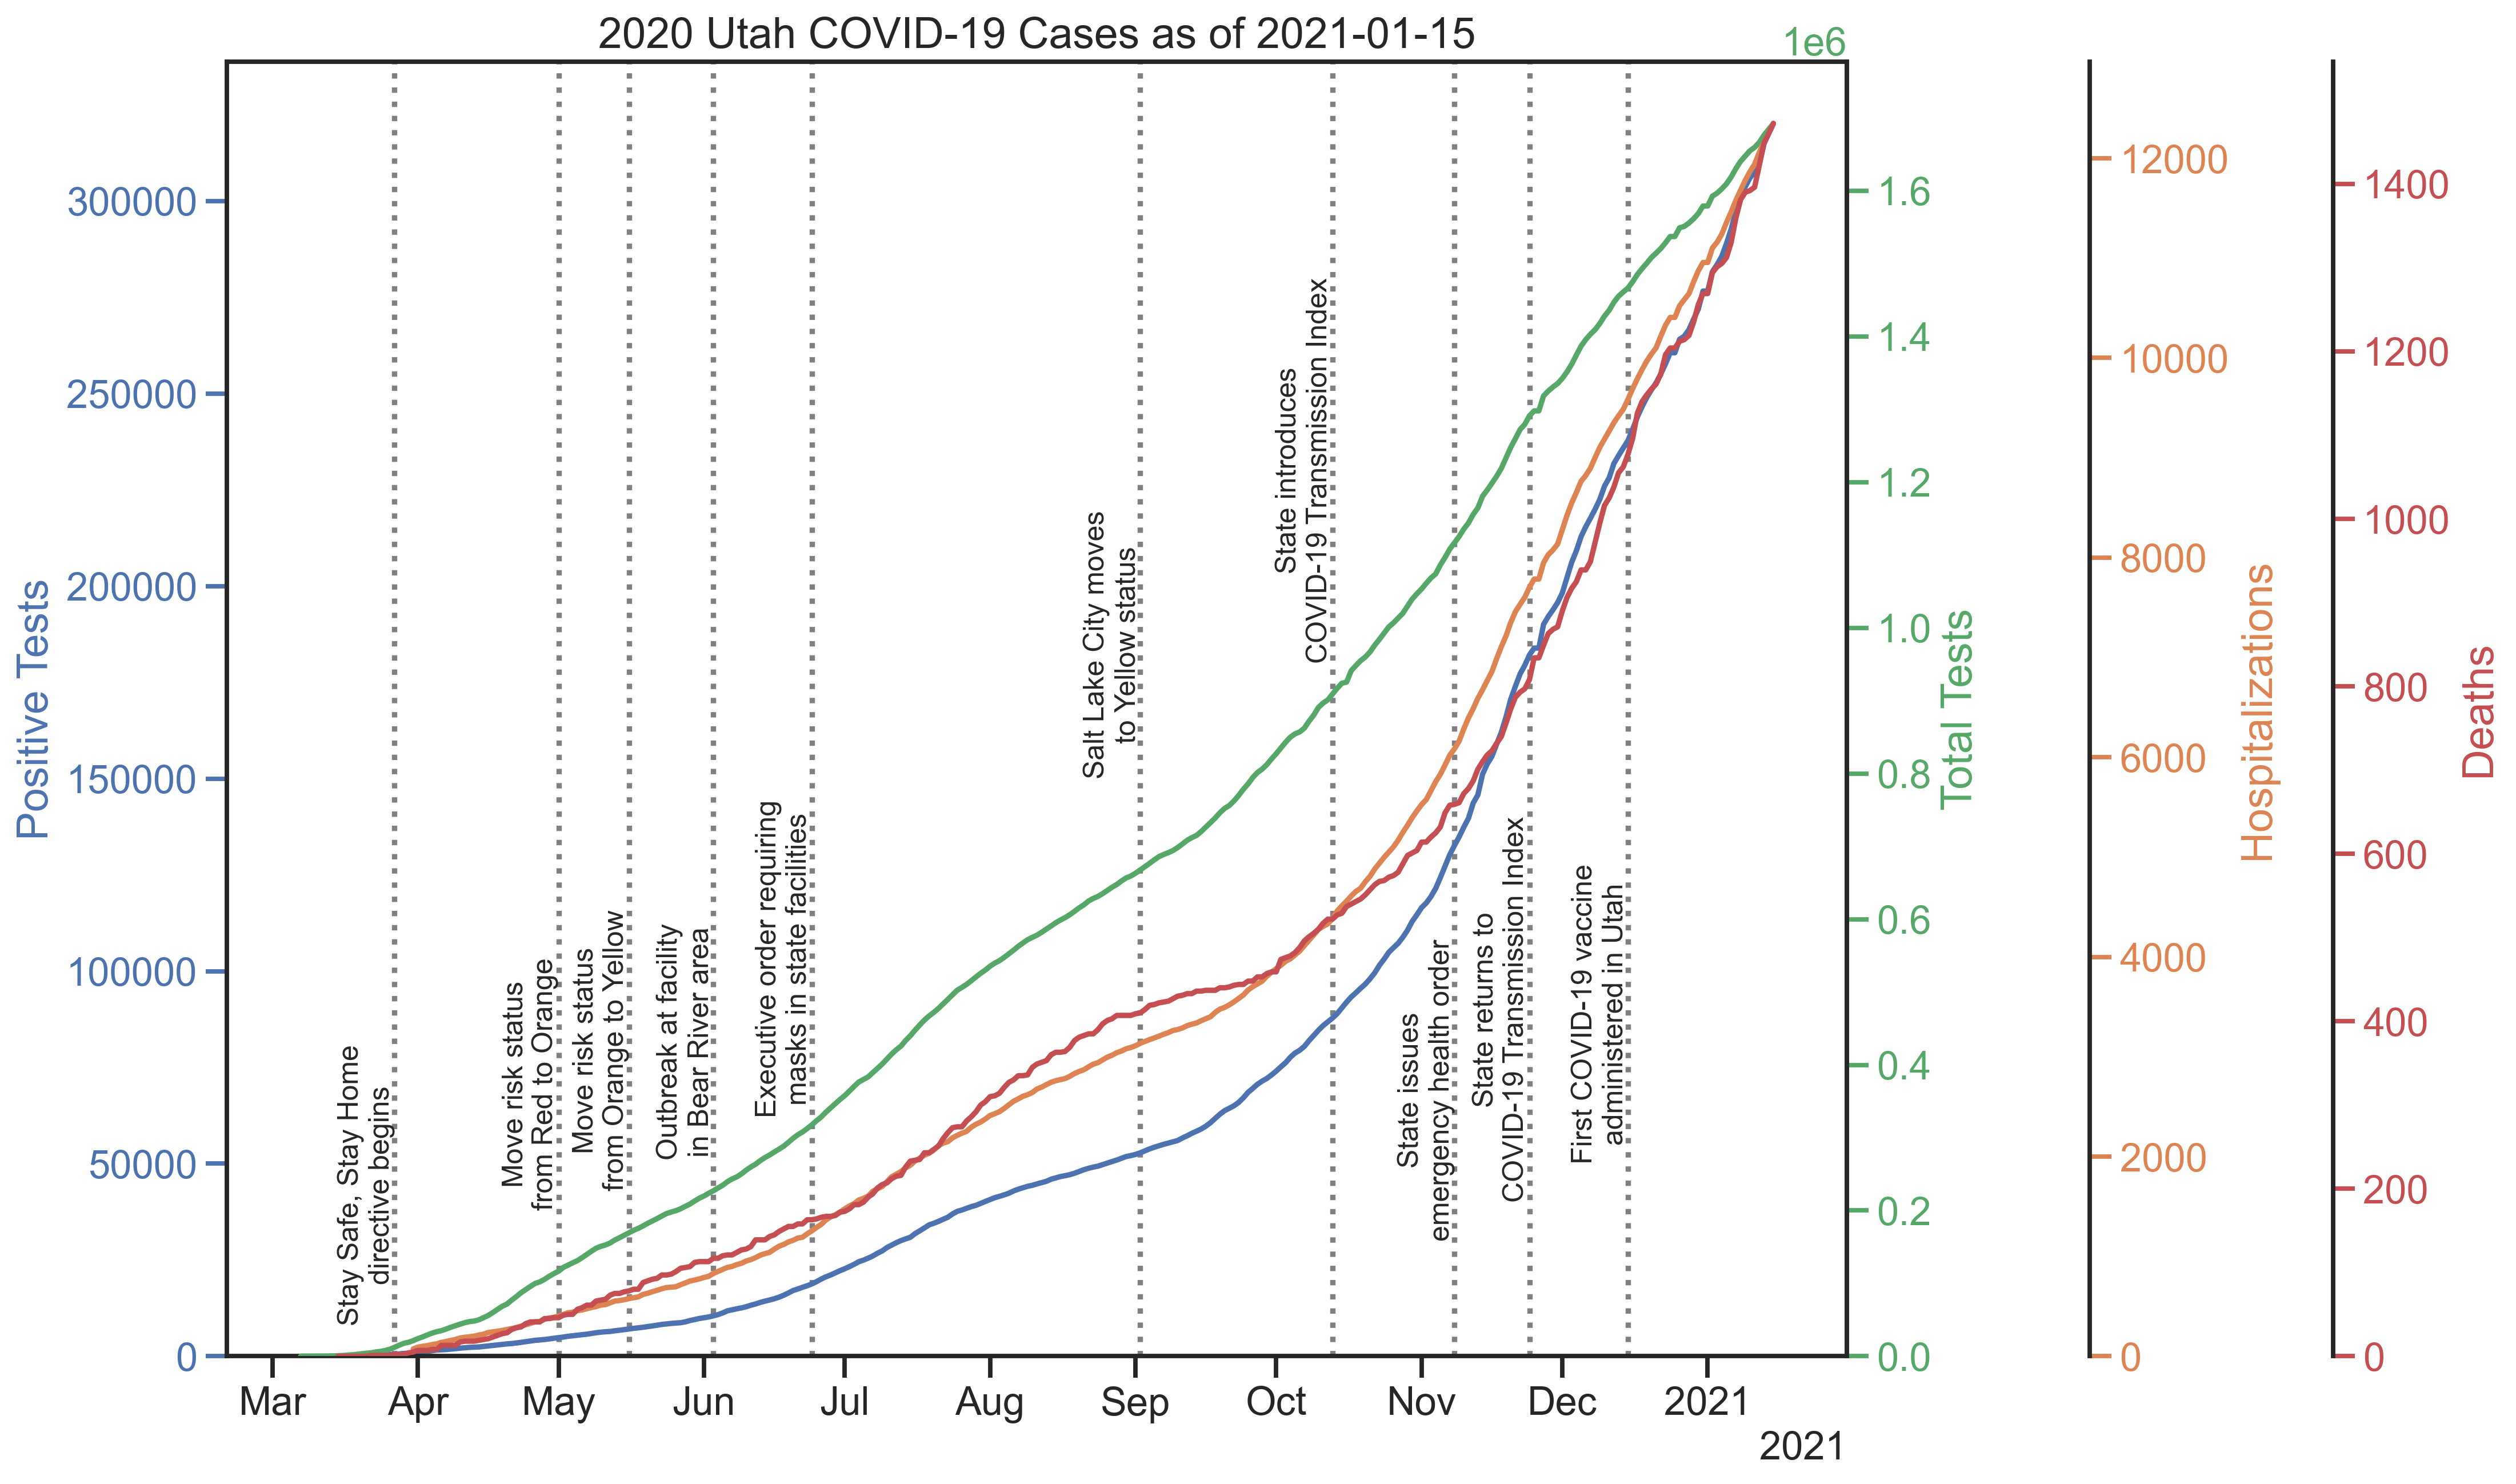 2020 Utah COVID-19 Cases as of 2021-01-15
1e6
Positive Tests
300000
250000
200000
150000
100000
50000
0
Stay Safe, Stay Home
directive begins
Move risk status
from Red to Orange
Move risk status
from Orange to Yellow
Outbreak at facility
in Bear River area
Executive order requiring
masks in state facilities
Salt Lake City moves
to Yellow status
State introduces
COVID-19 Transmission Index
State issues
emergency health order
State returns to
COVID-19 Transmission Index
First COVID-19 vaccine
administered in Utah
1.6
1.4
1.2
1.0
0.8
0.6
0.4
0.2
0.0
Total Tests
12000
10000
8000
6000
4000
2000
0
Hospitalizations
1400
1200
1000
800
600
400
200
0
Deaths
Mar Apr May Jun Jul Aug Sep Oct Nov Dec 2021
2021